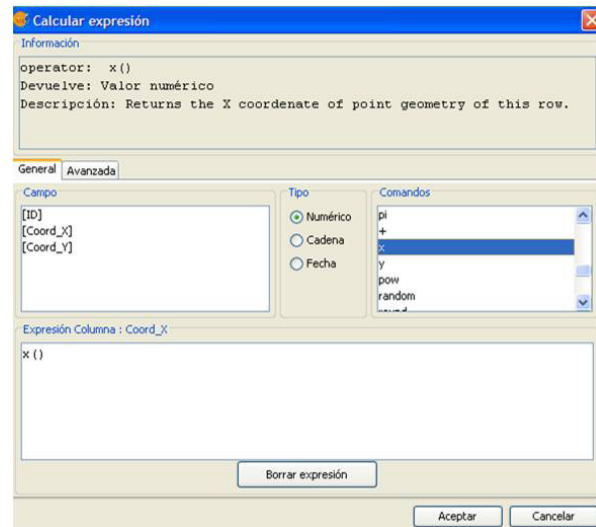 Calcular expresión
Información
operator: x()
Devuelve: Valor numérico
Descripción: Returns the X coordenate of point geometry of this row.
General Avanzada
Campo
[ID]
[Coord_X]
[Coord_Y]
Tipo
Numérico
Cadena
Fecha
Comandos
pi
+
x
y
pow
random
Expresión Columna : Coord_X
x()
Borrar expresión
Aceptar Cancelar